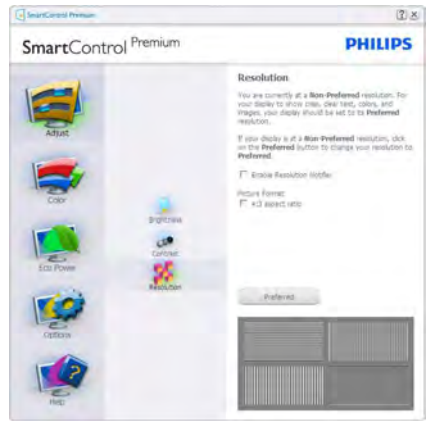 SmartControl Premium
SmartControl Premium
PHILIPS
Adjust
Color
Eco Power
Options
Help
Brightness
Contrast
Resolution
Resolution
You are currently at a Non-Preferred resolution. For
your display to show crisp, clear text, colors, and
images, your display should be set to its Preferred
resolution.
If your display is at a Non-Preferred resolution, click
on the Preferred button to change your resolution to
Preferred.
Enable Resolution Notifier
Picture Format:
4:3 aspect ratio
Preferred